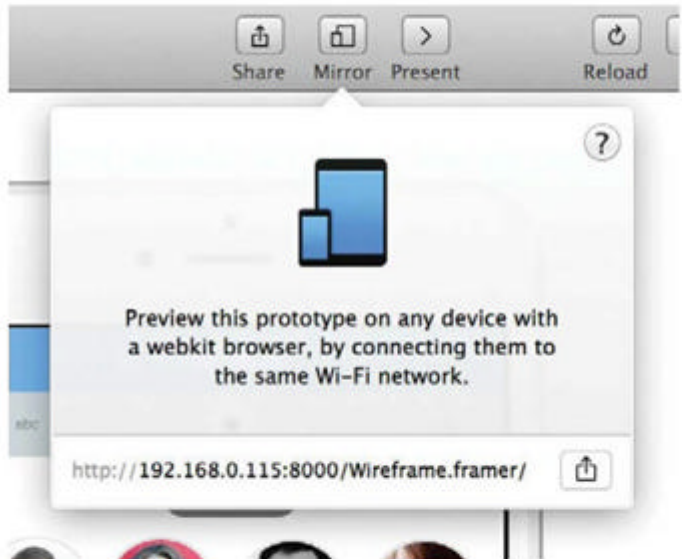 Share Mirror Present Reload
?
Preview this prototype on any device with
a webkit browser, by connecting them to
the same Wi-Fi network.
abc
http://192.168.0.115:8000/Wireframe.framer/